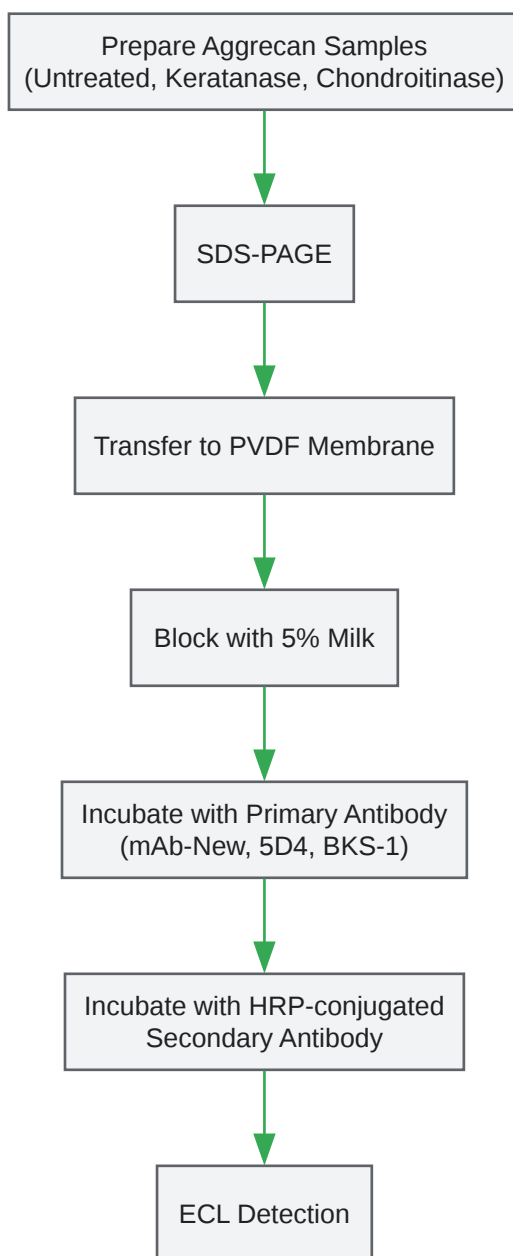 Prepare Aggrecan Samples
(Untreated, Keratanase, Chondroitinase)
SDS-PAGE
Transfer to PVDF Membrane
Block with 5% Milk
Incubate with Primary Antibody
(mAb-New, 5D4, BKS-1)
Incubate with HRP-conjugated
Secondary Antibody
ECL Detection